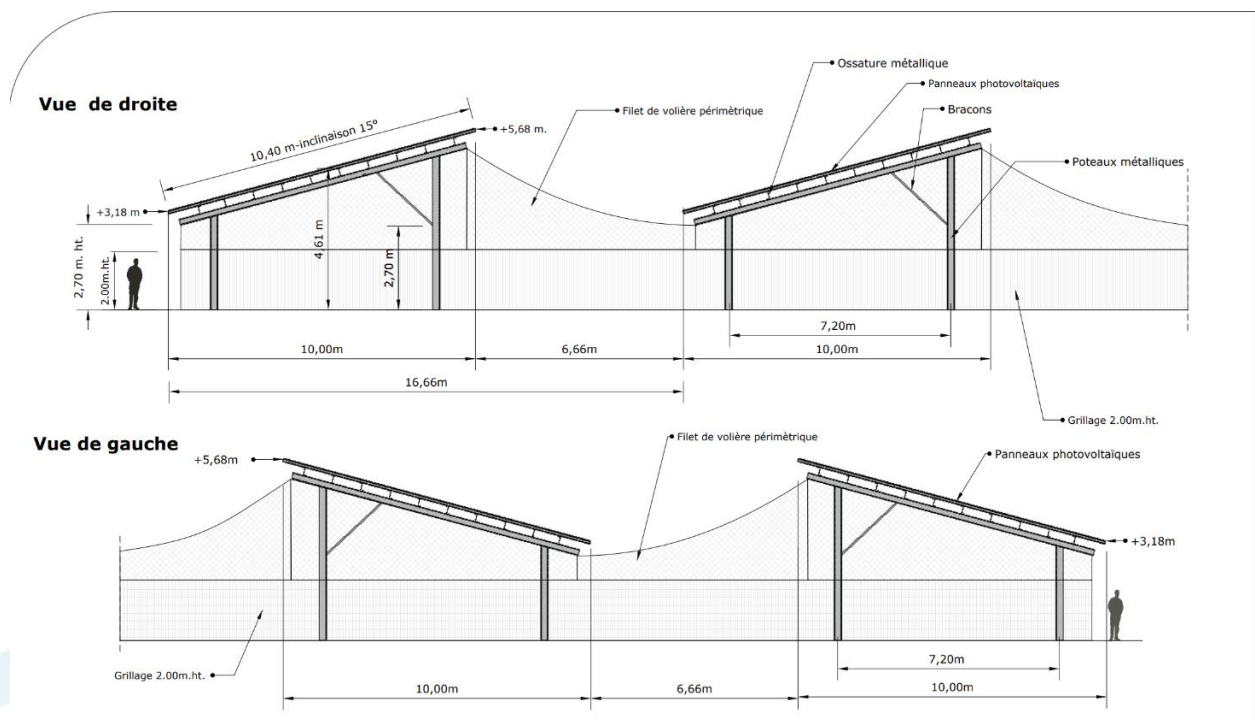 Vue de droite
Ossature métallique
Panneaux photovoltaïques
Bracons
Filet de volière périmètrique
10,40 m-inclinaison 15°
+5,68 m.
Poteaux métalliques
+3,18 m
2,70 m. ht.
2.00m.ht.
4,61 m
2,70 m
7,20m
10,00m
6,66m
10,00m
16,66m
Grillage 2.00m.ht.
Vue de gauche
Filet de volière périmètrique
+5,68m
Panneaux photovoltaïques
+3,18m
Grillage 2.00m.ht.
7,20m
10,00m
6,66m
10,00m